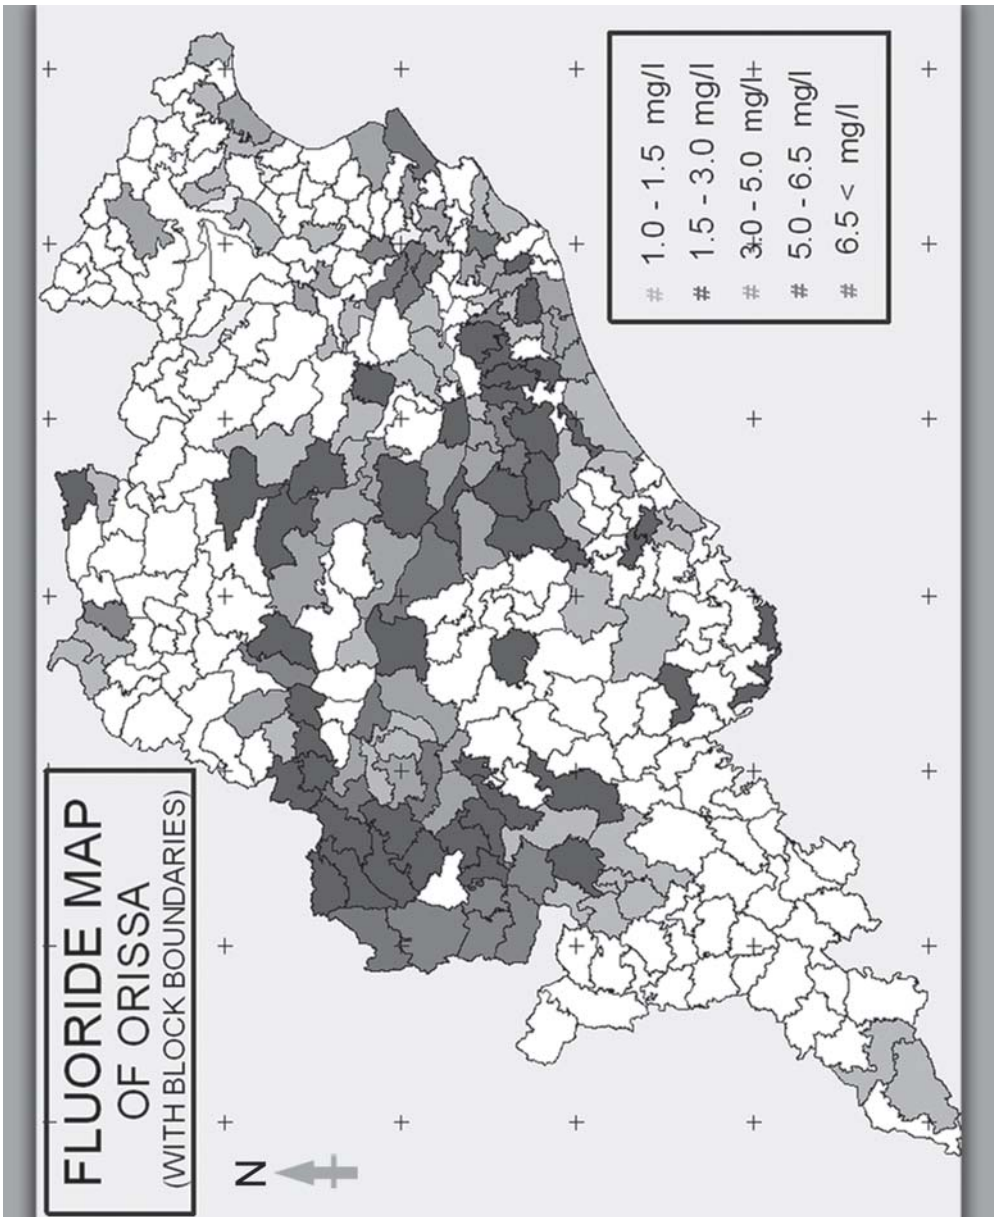 FLUORIDE MAP
OF ORISSA
(WITH BLOCK BOUNDARIES)
N
# 1.0 - 1.5 mg/l
# 1.5 - 3.0 mg/l
# 3.0 - 5.0 mg/l
# 5.0 - 6.5 mg/l
# 6.5 < mg/l